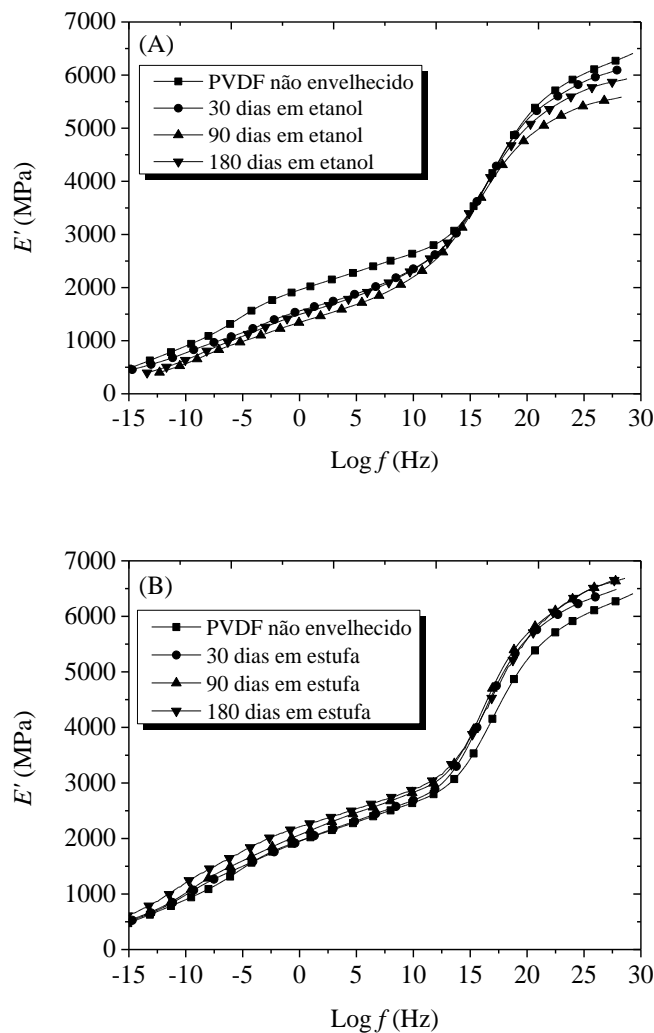 (A)
PVDF não envelhecido
30 dias em etanol
90 dias em etanol
180 dias em etanol
7000
6000
5000
4000
3000
2000
1000
0
E' (MPa)
-15 -10 -5 0 5 10 15 20 25 30
Log f (Hz)
(B)
PVDF não envelhecido
30 dias em estufa
90 dias em estufa
180 dias em estufa
7000
6000
5000
4000
3000
2000
1000
0
E' (MPa)
-15 -10 -5 0 5 10 15 20 25 30
Log f (Hz)